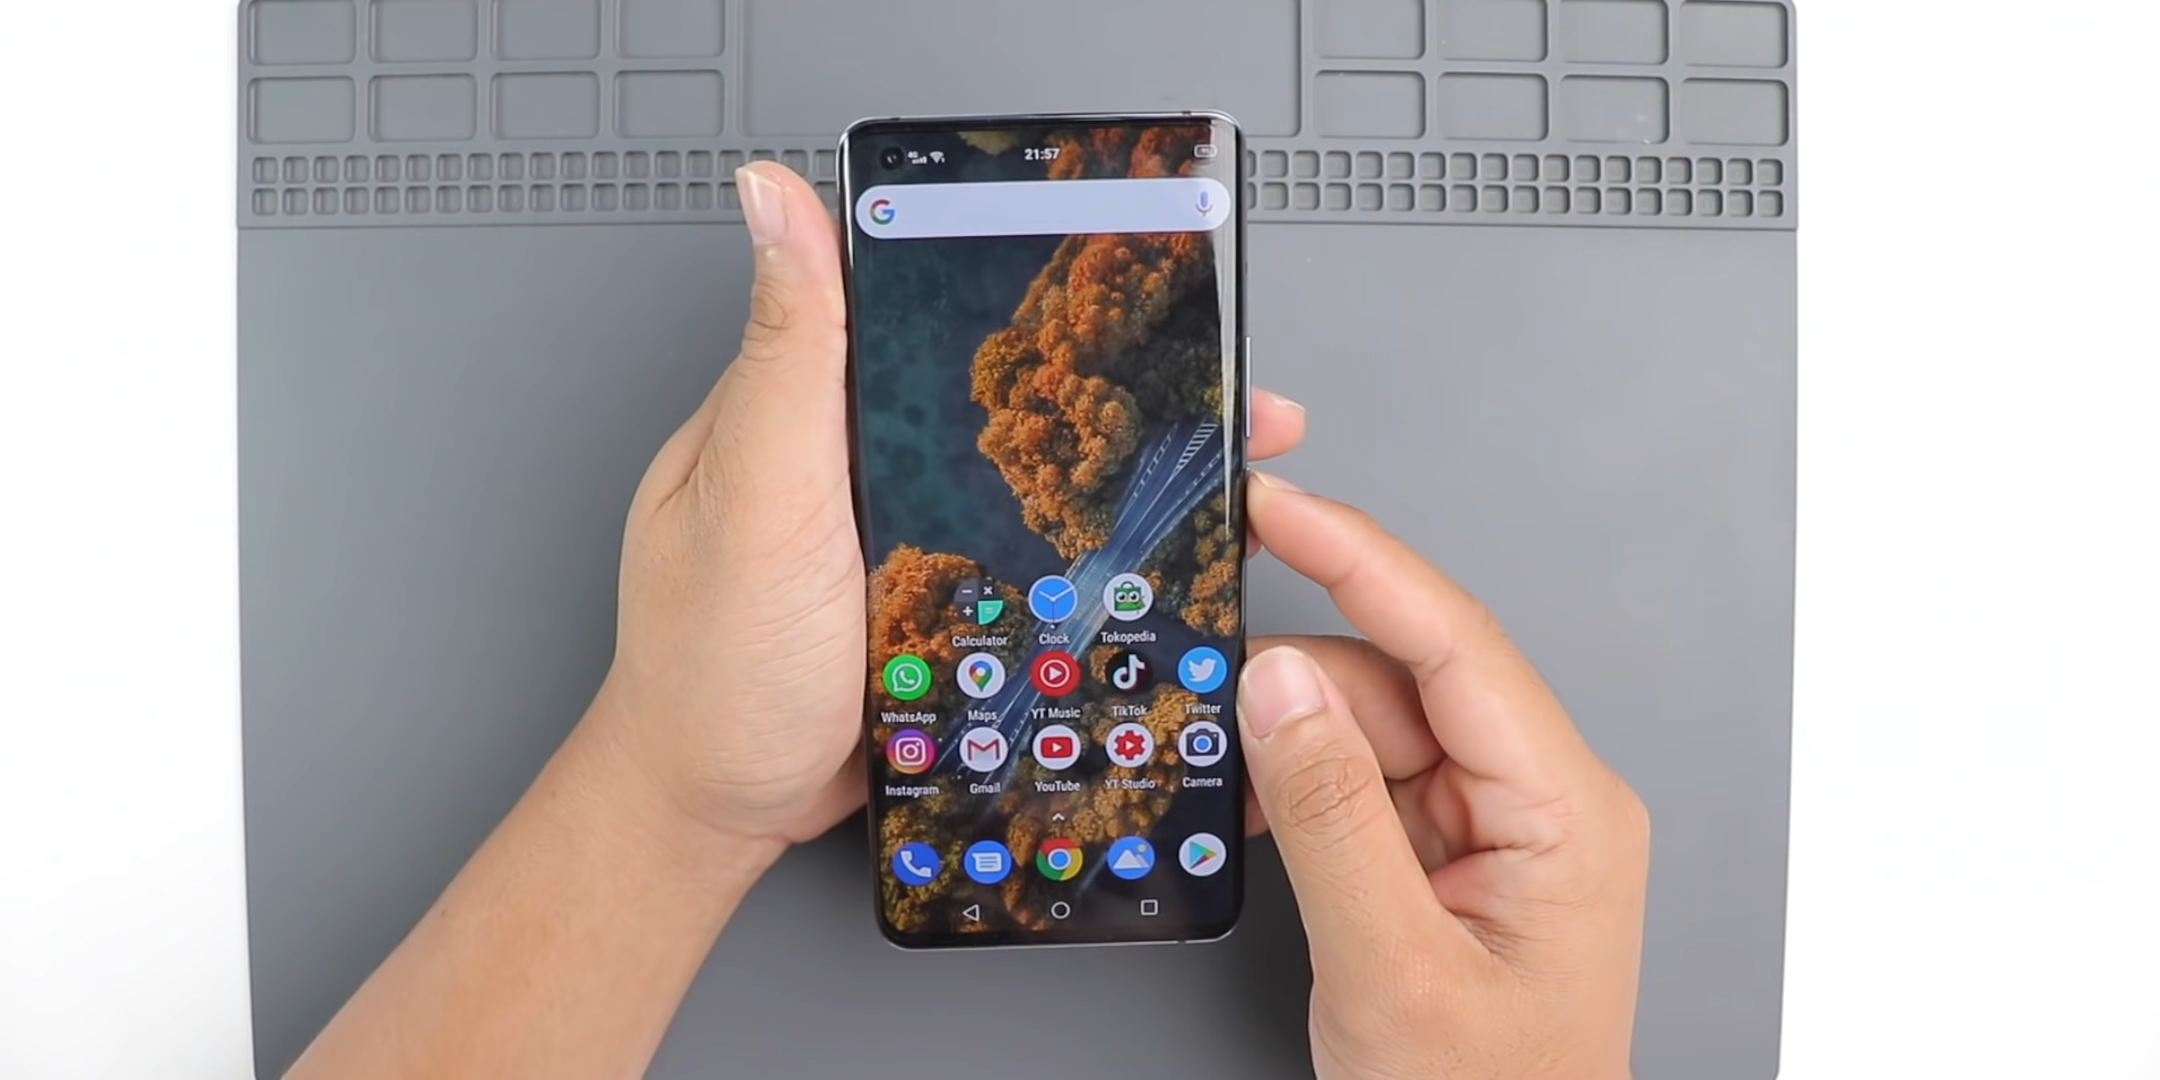 21:57
Calculator Clock Tokopedia
WhatsApp Maps YT Music TikTok Twitter
Instagram Gmail YouTube YT Studio Camera